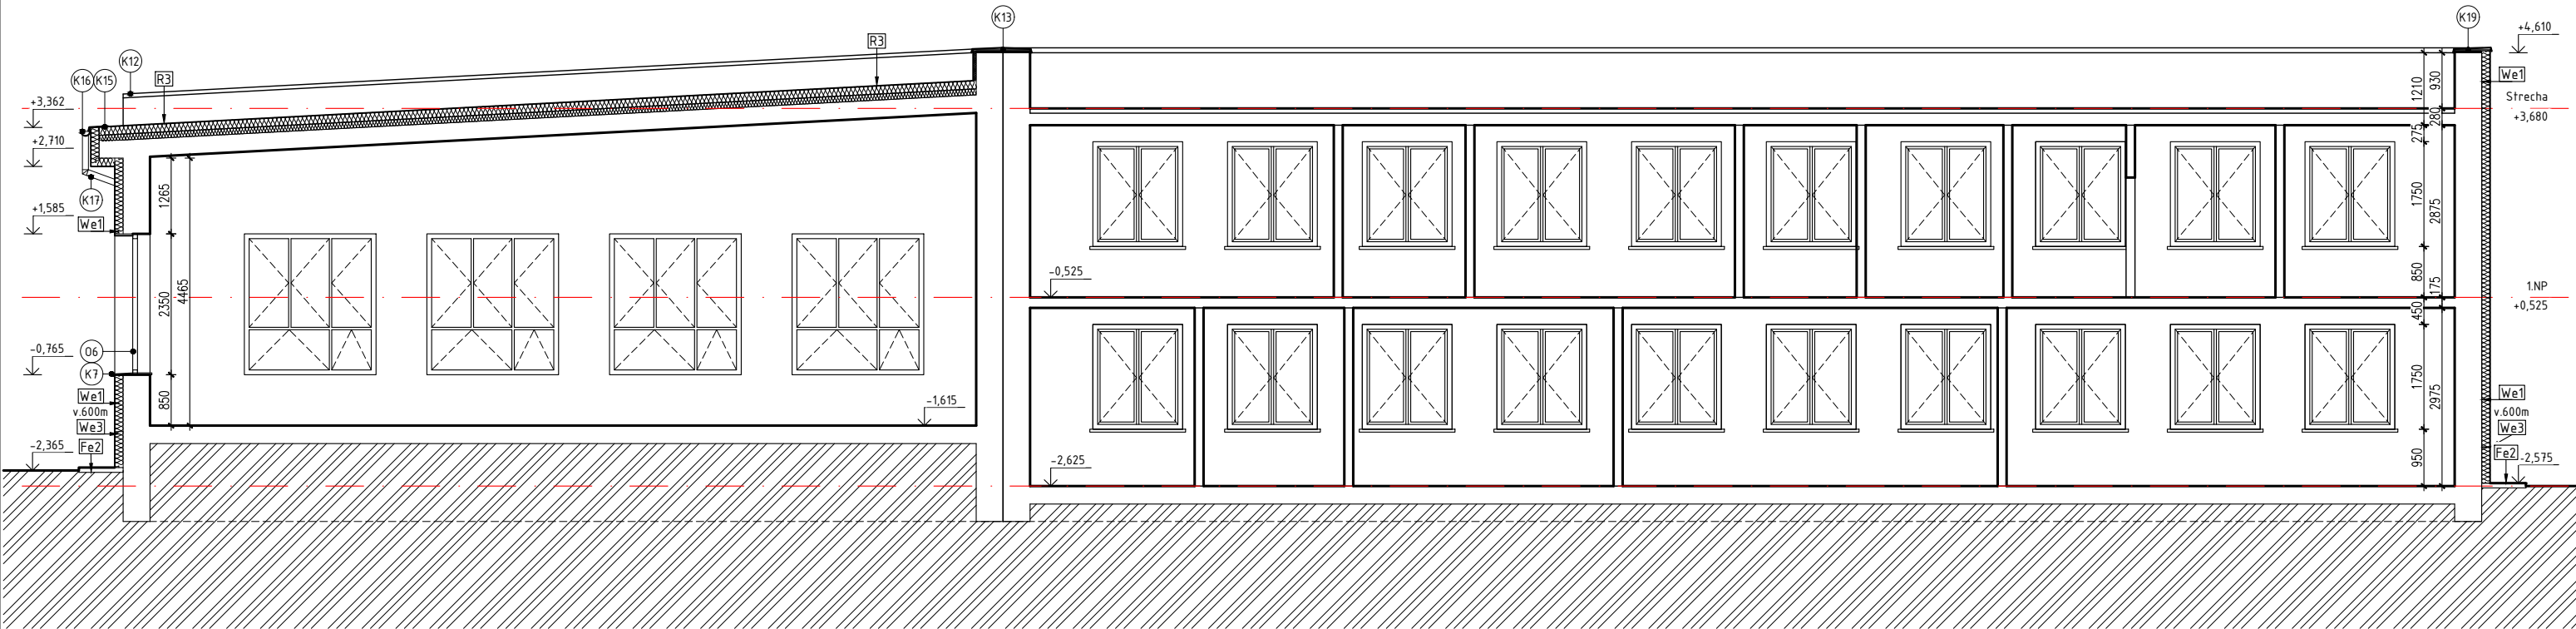 K13
K19
+4,610
K12
R3
K16
K15
R3
We1
+3,362
1210
930
Strecha
+3,680
280
+2,710
275
K17
1265
1750
2875
+1,585
We1
-0,525
850
175
1.NP
+0,525
2350
4465
450
-0,765
O6
K7
1750
2975
We1
v.600m
We3
850
-1,615
We1
v.600m
We3
-2,365
Fe2
-2,625
950
Fe2
-2,575